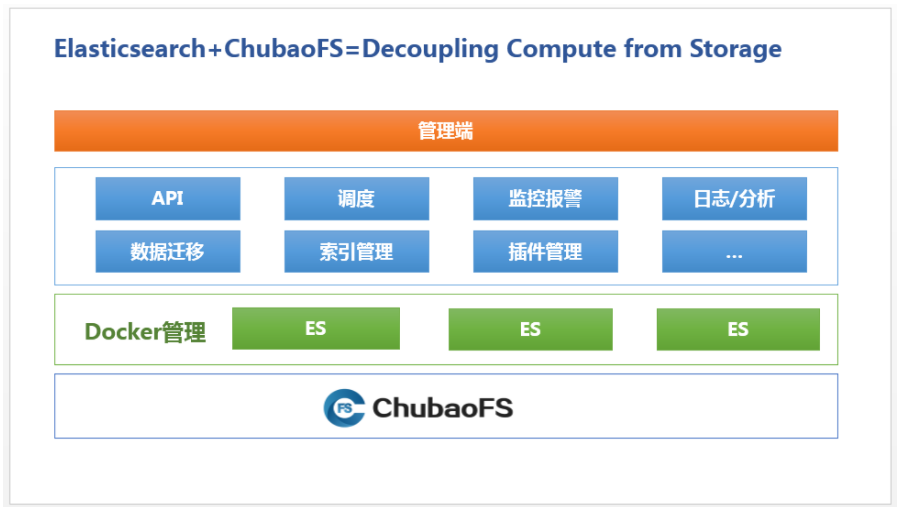 Elasticsearch+ChubaoFS=Decoupling Compute from Storage
管理端
API 调度 监控报警 日志/分析
数据迁移 索引管理 插件管理 ...
Docker管理 ES ES ES
FS ChubaoFS